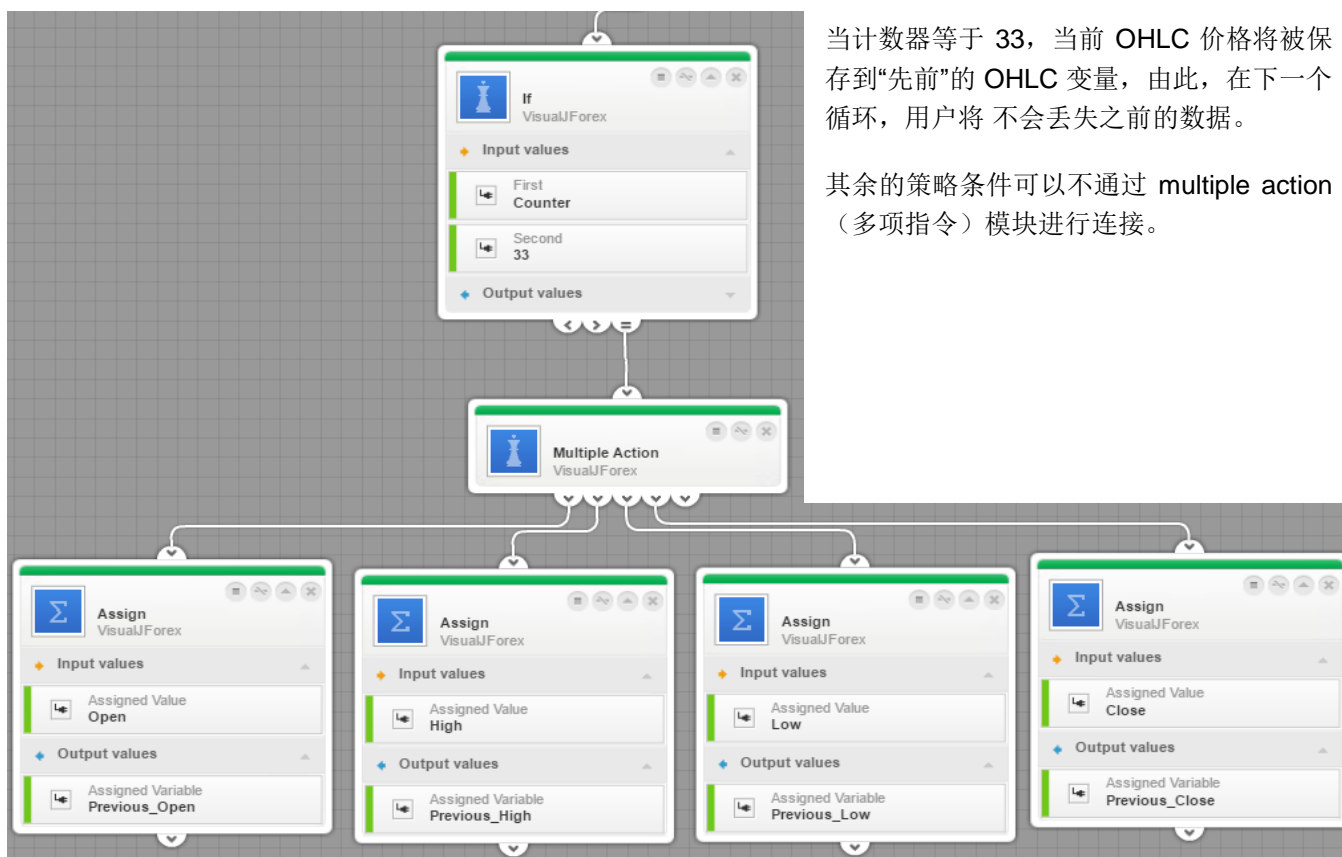 当计数器等于 33，当前 OHLC 价格将被保
存到“先前”的 OHLC 变量，由此，在下一个
循环，用户将 不会丢失之前的数据。
其余的策略条件可以不通过 multiple action
（多项指令）模块进行连接。
If
VisualJForex
Input values
First
Counter
Second
33
Output values
Multiple Action
VisualJForex
Assign
VisualJForex
Input values
Assigned Value
Open
Output values
Assigned Variable
Previous_Open
Assign
VisualJForex
Input values
Assigned Value
High
Output values
Assigned Variable
Previous_High
Assign
VisualJForex
Input values
Assigned Value
Low
Output values
Assigned Variable
Previous_Low
Assign
VisualJForex
Input values
Assigned Value
Close
Output values
Assigned Variable
Previous_Close